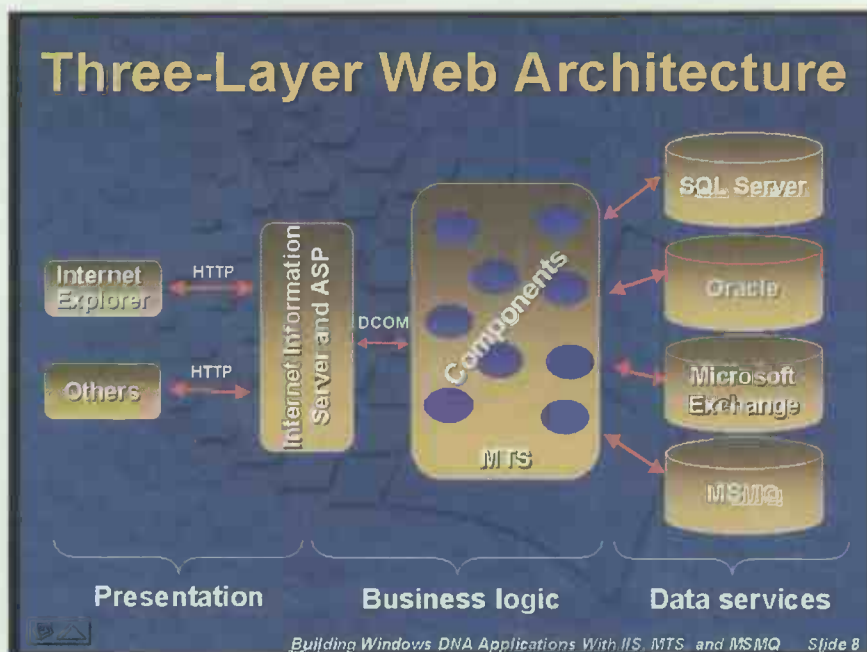 Three-Layer Web Architecture
Internet
Explorer
Others
HTTP
HTTP
Internet Information
Server and ASP
DCOM
Components
MTS
SQL Server
Oracle
Microsoft
Exchange
MSMQ
Presentation
Business logic
Data services
Building Windows DNA Applications With IIS, MTS and MSMQ Slide 8